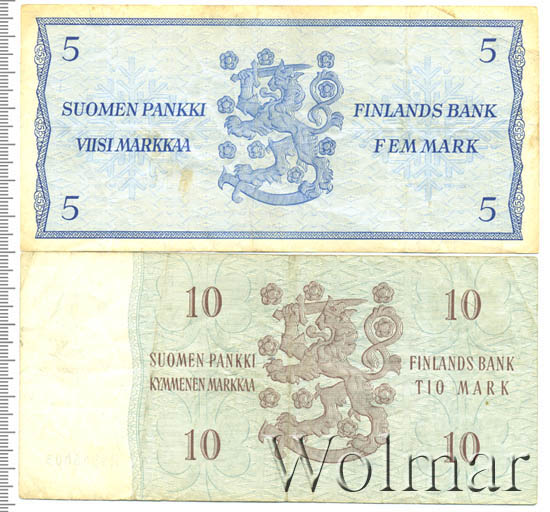 5 5
SUOMEN PANKKI FINLANDS BANK
VIISI MARKKAA FEM MARK
5 5
10 10
SUOMEN PANKKI FINLANDS BANK
KYMMENEN MARKKAA TIO MARK
10 10
Wolmar